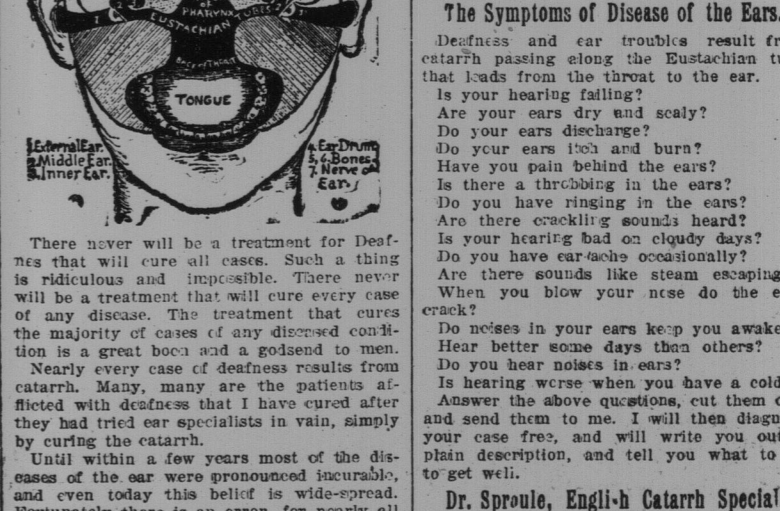 OF
PHARYNX
EUSTACHIAN TUBES
TONGUE
1. External Ear.
2. Middle Ear.
3. Inner Ear.
4. Ear Drum
5, 6. Bones.
7. Nerve of
Ear.
There never will be a treatment for Deaf-
nes that will cure all cases. Such a thing
is ridiculous and impossible. There never
will be a treatment that will cure every case
of any disease. The treatment that cures
the majority of cases of any diseased condi-
tion is a great boon and a godsend to men.
Nearly every case of deafness results from
catarrh. Many, many are the patients af-
flicted with deafness that I have cured after
they had tried ear specialists in vain, simply
by curing the catarrh.
Until within a few years most of the dis-
eases of the ear were pronounced incurable,
and even today this belief is wide-spread.
Fortunately there is an error, for nearly all
The Symptoms of Disease of the Ears
Deafness and ear troubles result
catarrh passing along the Eustachian
that leads from the throat to the ear.
Is your hearing failing?
Are your ears dry and scaly?
Do your ears discharge?
Do your ears itch and burn?
Have you pain behind the ears?
Is there a throbbing in the ears?
Do you have ringing in the ears?
Are there crackling sounds heard?
Is your hearing bad on cloudy days?
Do you have earache occasionally?
Are there sounds like steam escaping
When you blow your nose do the
crack?
Do noises in your ears keep you awake
Hear better some days than others?
Do you hear noises in ears?
Is hearing worse when you have a cold
Answer the above questions, cut them
and send them to me. I will then
your case free, and will write you
plain description, and tell you what to
to get well.
Dr. Sproule, English Catarrh